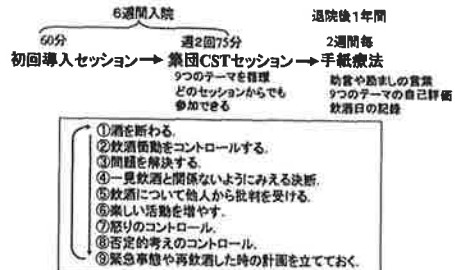 6週間入院
退院後1年間
60分
週2回75分
2週間毎
初回導入セッション→集団CSTセッション→手紙療法
9つのテーマを循環
どのセッションからでも
参加できる
助言や励ましの言葉
9つのテーマの自己評価
飲酒日の記録
①酒を断わる.
②飲酒衝動をコントロールする.
③問題を解決する.
④一見飲酒と関係ないようにみえる決断.
⑤飲酒について他人から批判を受ける.
⑥楽しい活動を増やす.
⑦怒りのコントロール.
⑧否定的考えのコントロール.
⑨緊急事態や再飲酒した時の計画を立てておく.